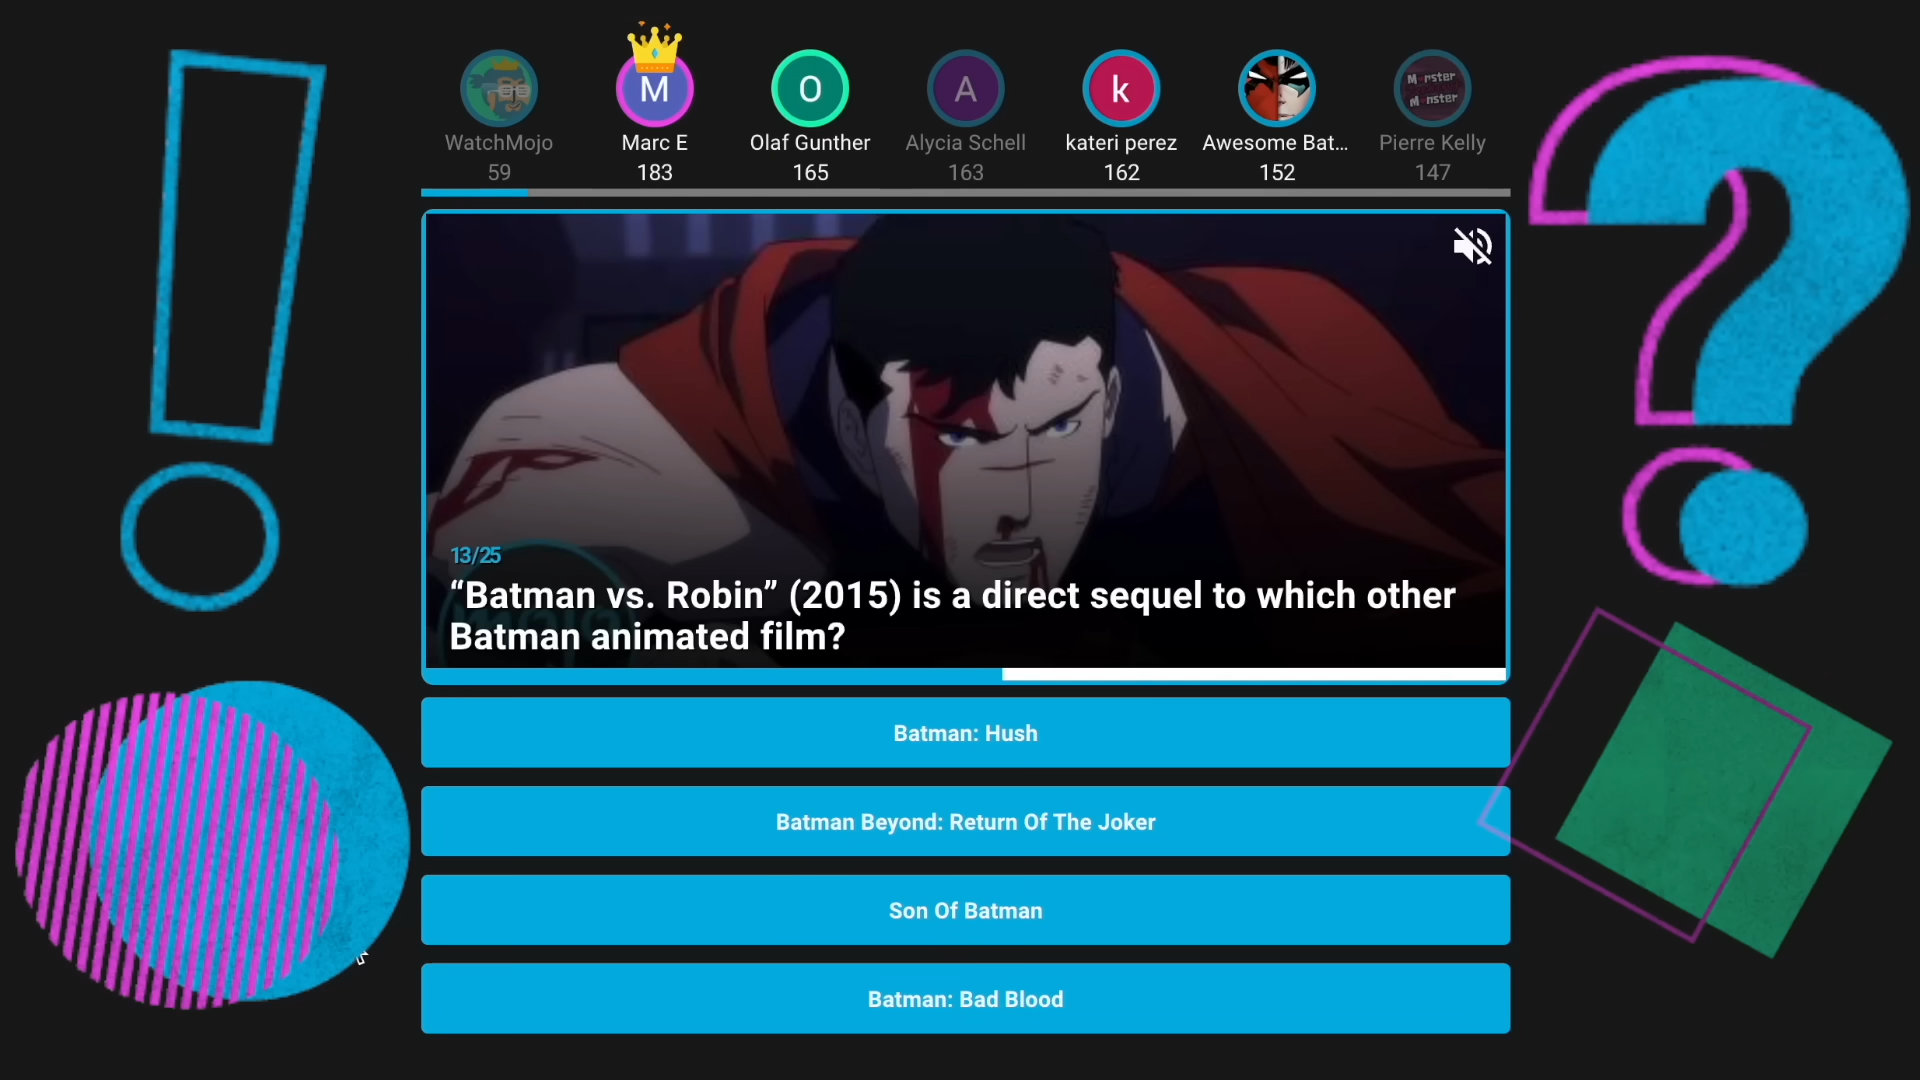 M
O
A
k
M nster
M nster
WatchMojo
Marc E
Olaf Gunther
Alycia Schell
kateri perez
Awesome Bat...
Pierre Kelly
59
183
165
163
162
152
147
13/25
“Batman vs. Robin” (2015) is a direct sequel to which other
Batman animated film?
Batman: Hush
Batman Beyond: Return Of The Joker
Son Of Batman
Batman: Bad Blood